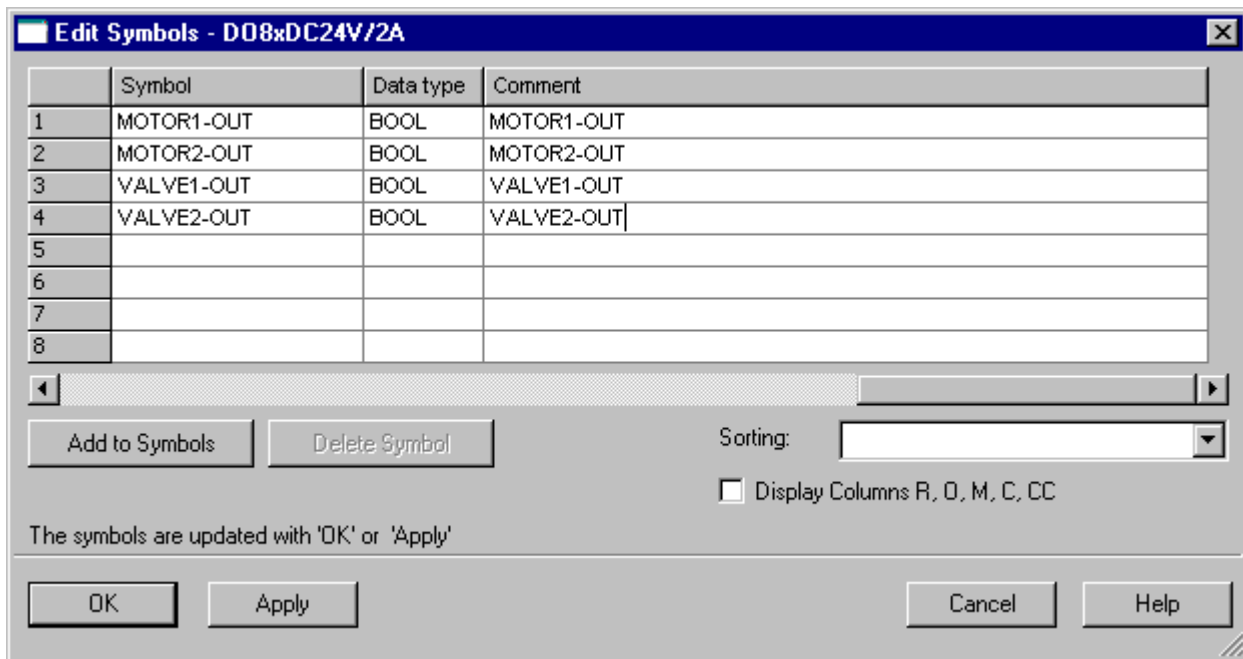 Edit Symbols - DO8xDC24V/2A
Symbol Data type Comment
1 MOTOR1-OUT BOOL MOTOR1-OUT
2 MOTOR2-OUT BOOL MOTOR2-OUT
3 VALVE1-OUT BOOL VALVE1-OUT
4 VALVE2-OUT BOOL VALVE2-OUT
5
6
7
8
Add to Symbols Delete Symbol Sorting:
Display Columns R, O, M, C, CC
The symbols are updated with 'OK' or 'Apply'
OK Apply Cancel Help